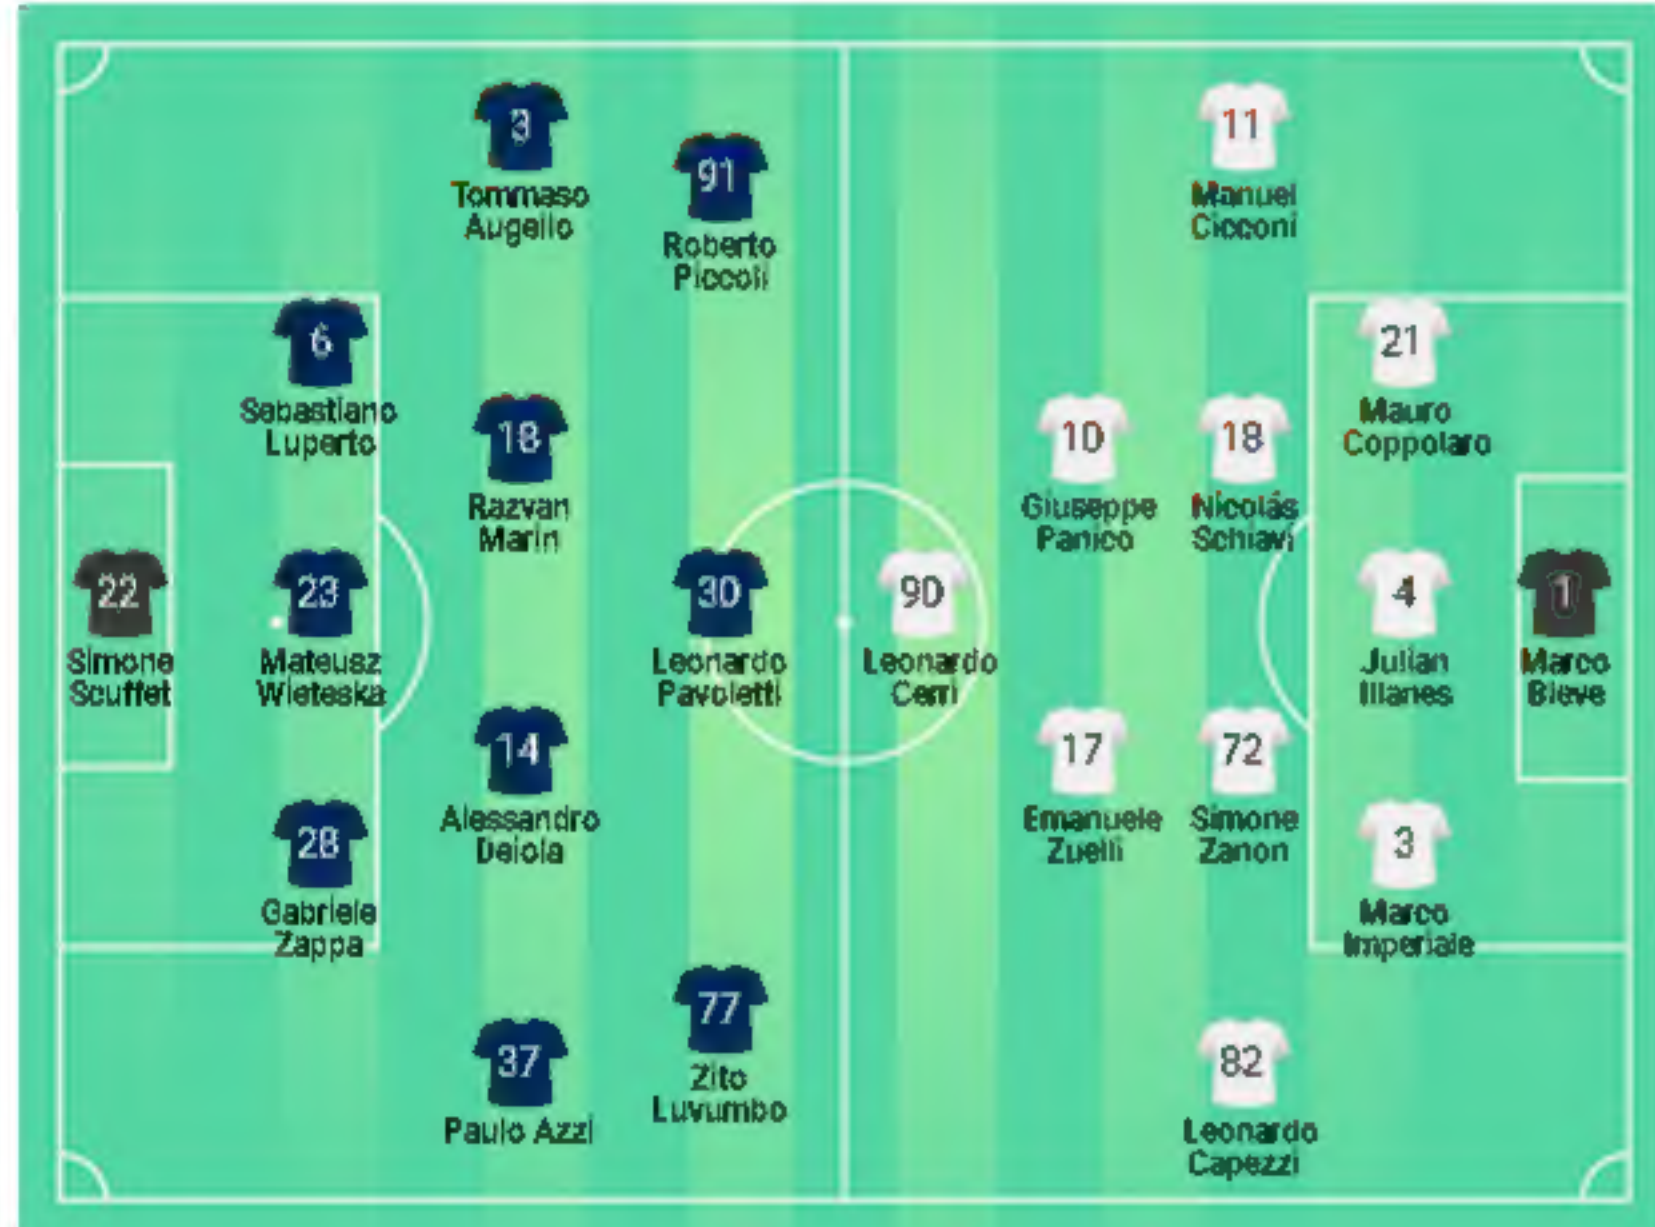 22
Simone
Scuffet
6
Sebastiano
Luperto
23
Mateusz
Wieteska
28
Gabriele
Zappa
3
Tommaso
Augello
18
Razvan
Marin
14
Alessandro
Deiola
37
Paulo Azzi
91
Roberto
Piccoli
30
Leonardo
Pavoletti
77
Zito
Luvumbo
90
Leonardo
Cerri
10
Giuseppe
Panico
17
Emanuele
Zuelli
11
Manuel
Cicconi
18
Nicolás
Schiavi
72
Simone
Zanon
82
Leonardo
Capezzi
21
Mauro
Coppolaro
4
Julian
Illanes
3
Marco
Imperiale
1
Marco
Bleve